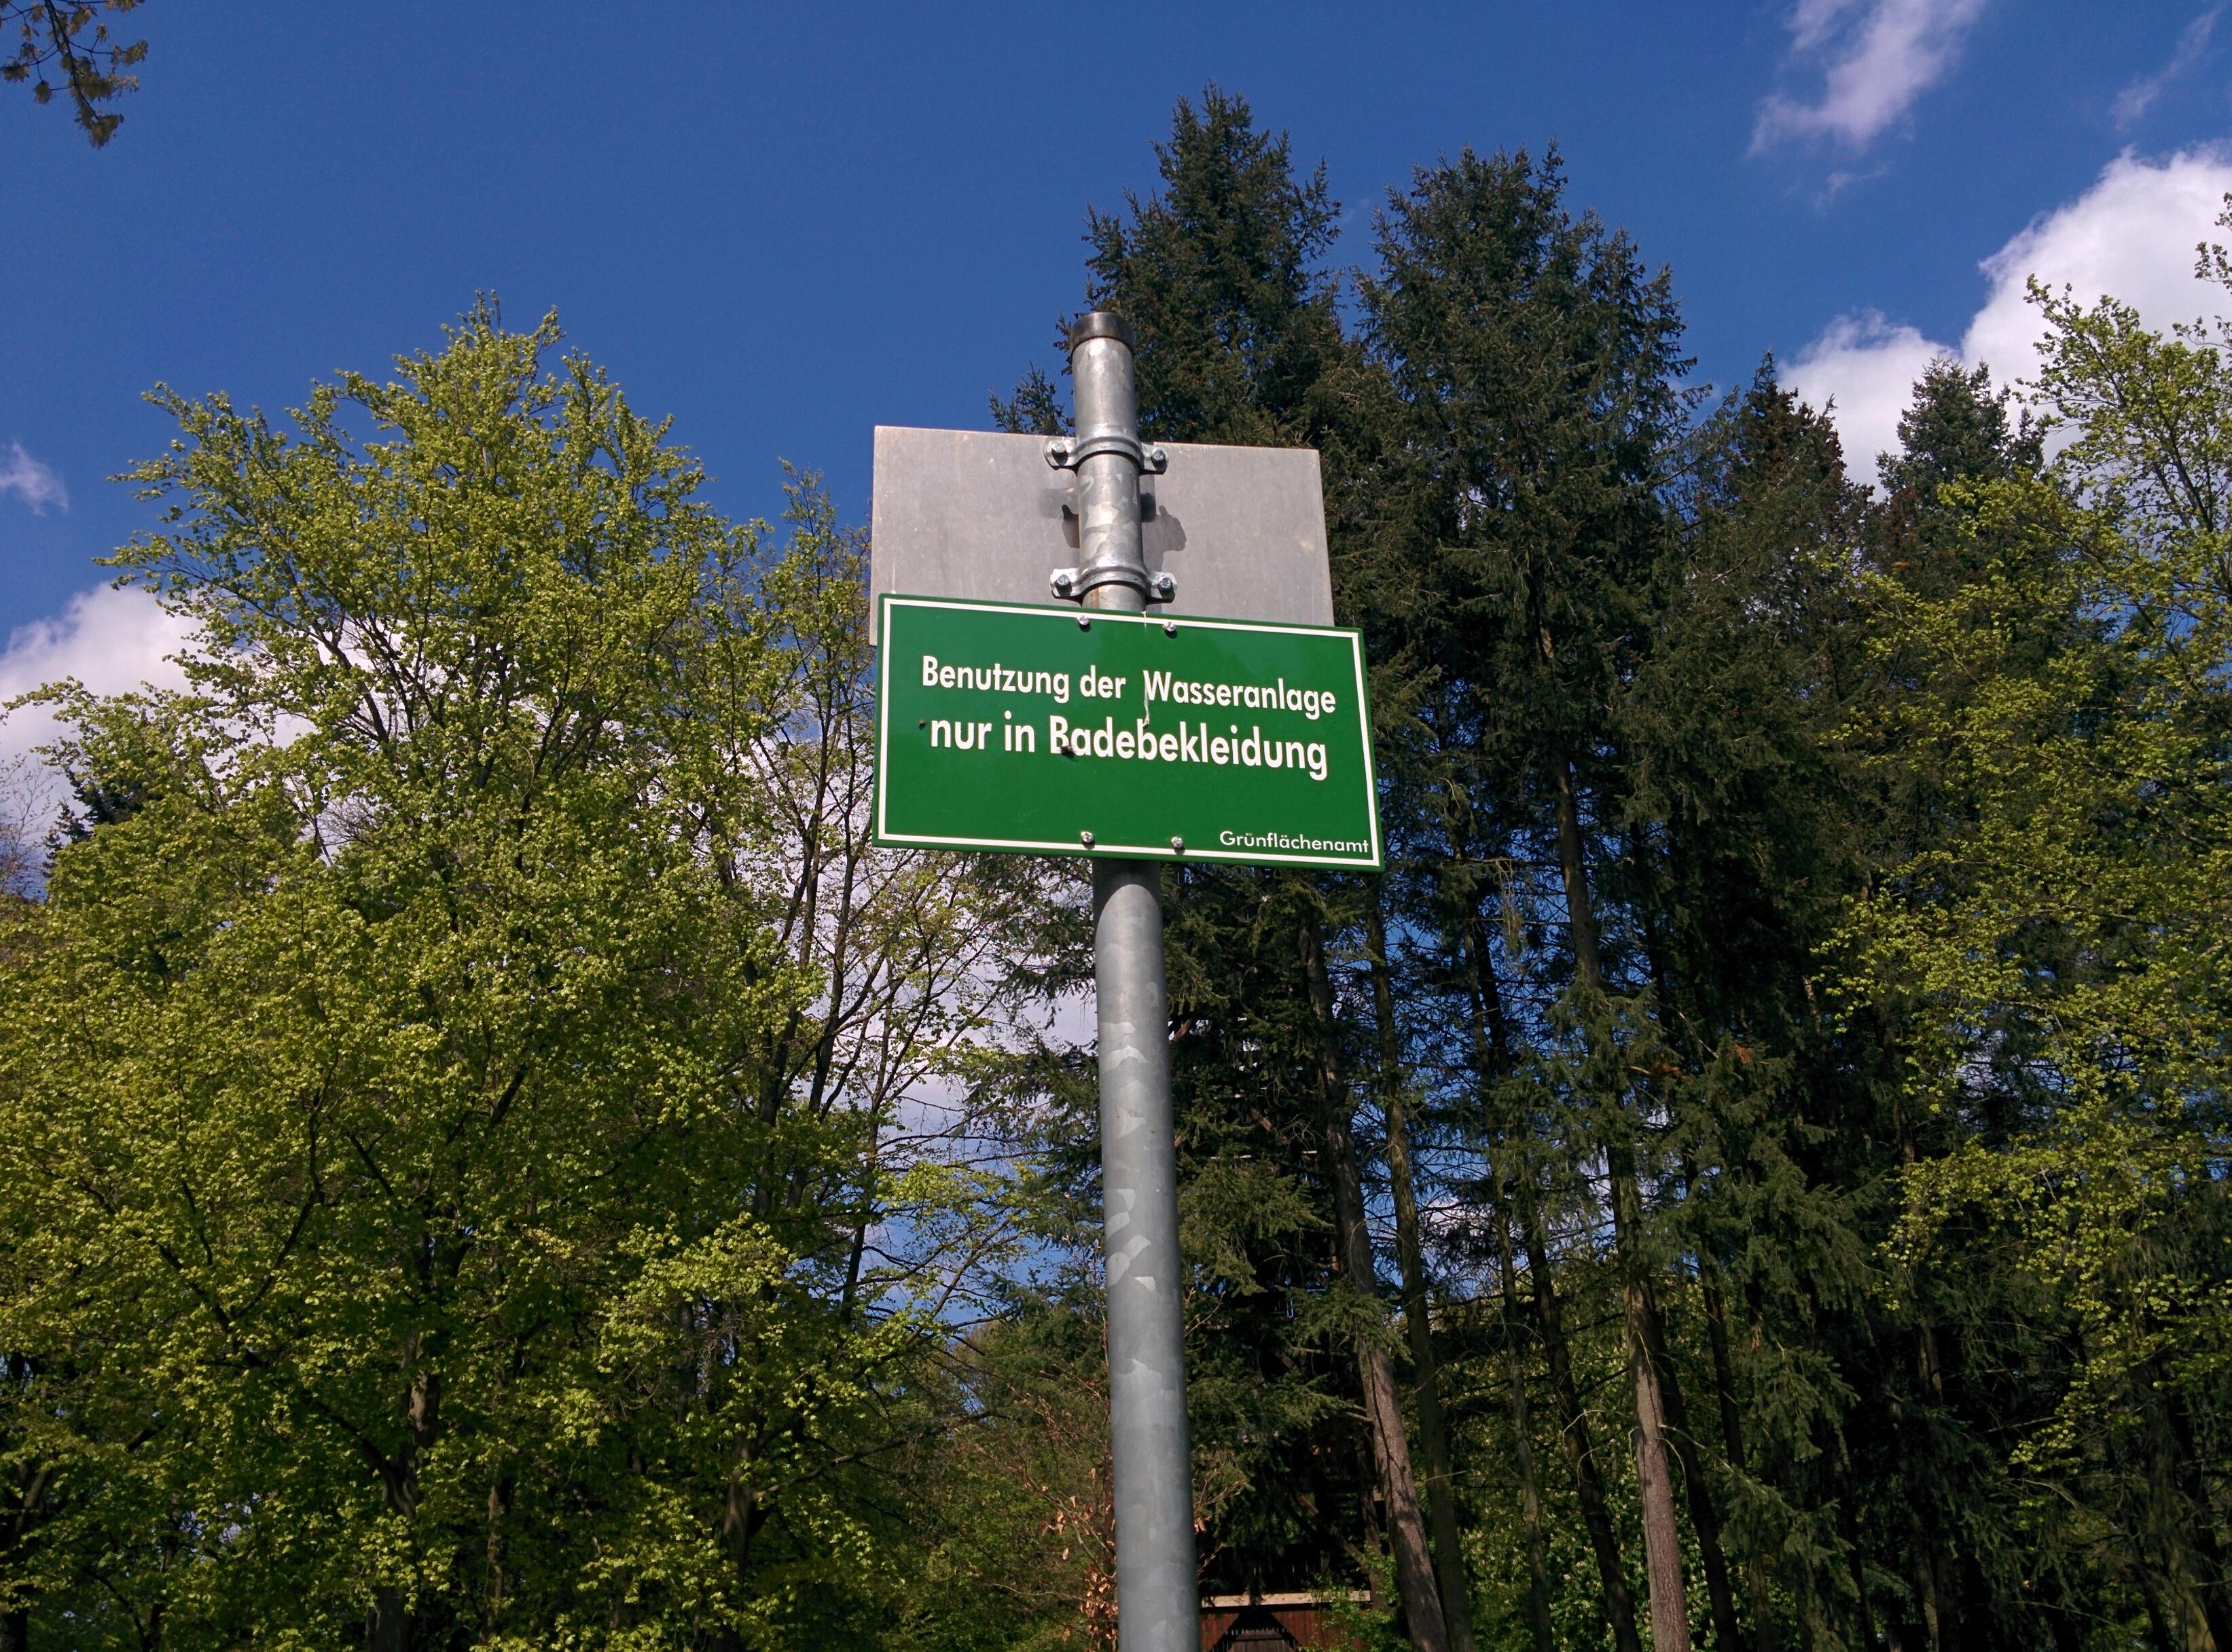 Benutzung der Wasseranlage
nur in Badebekleidung
Grünflächenamt